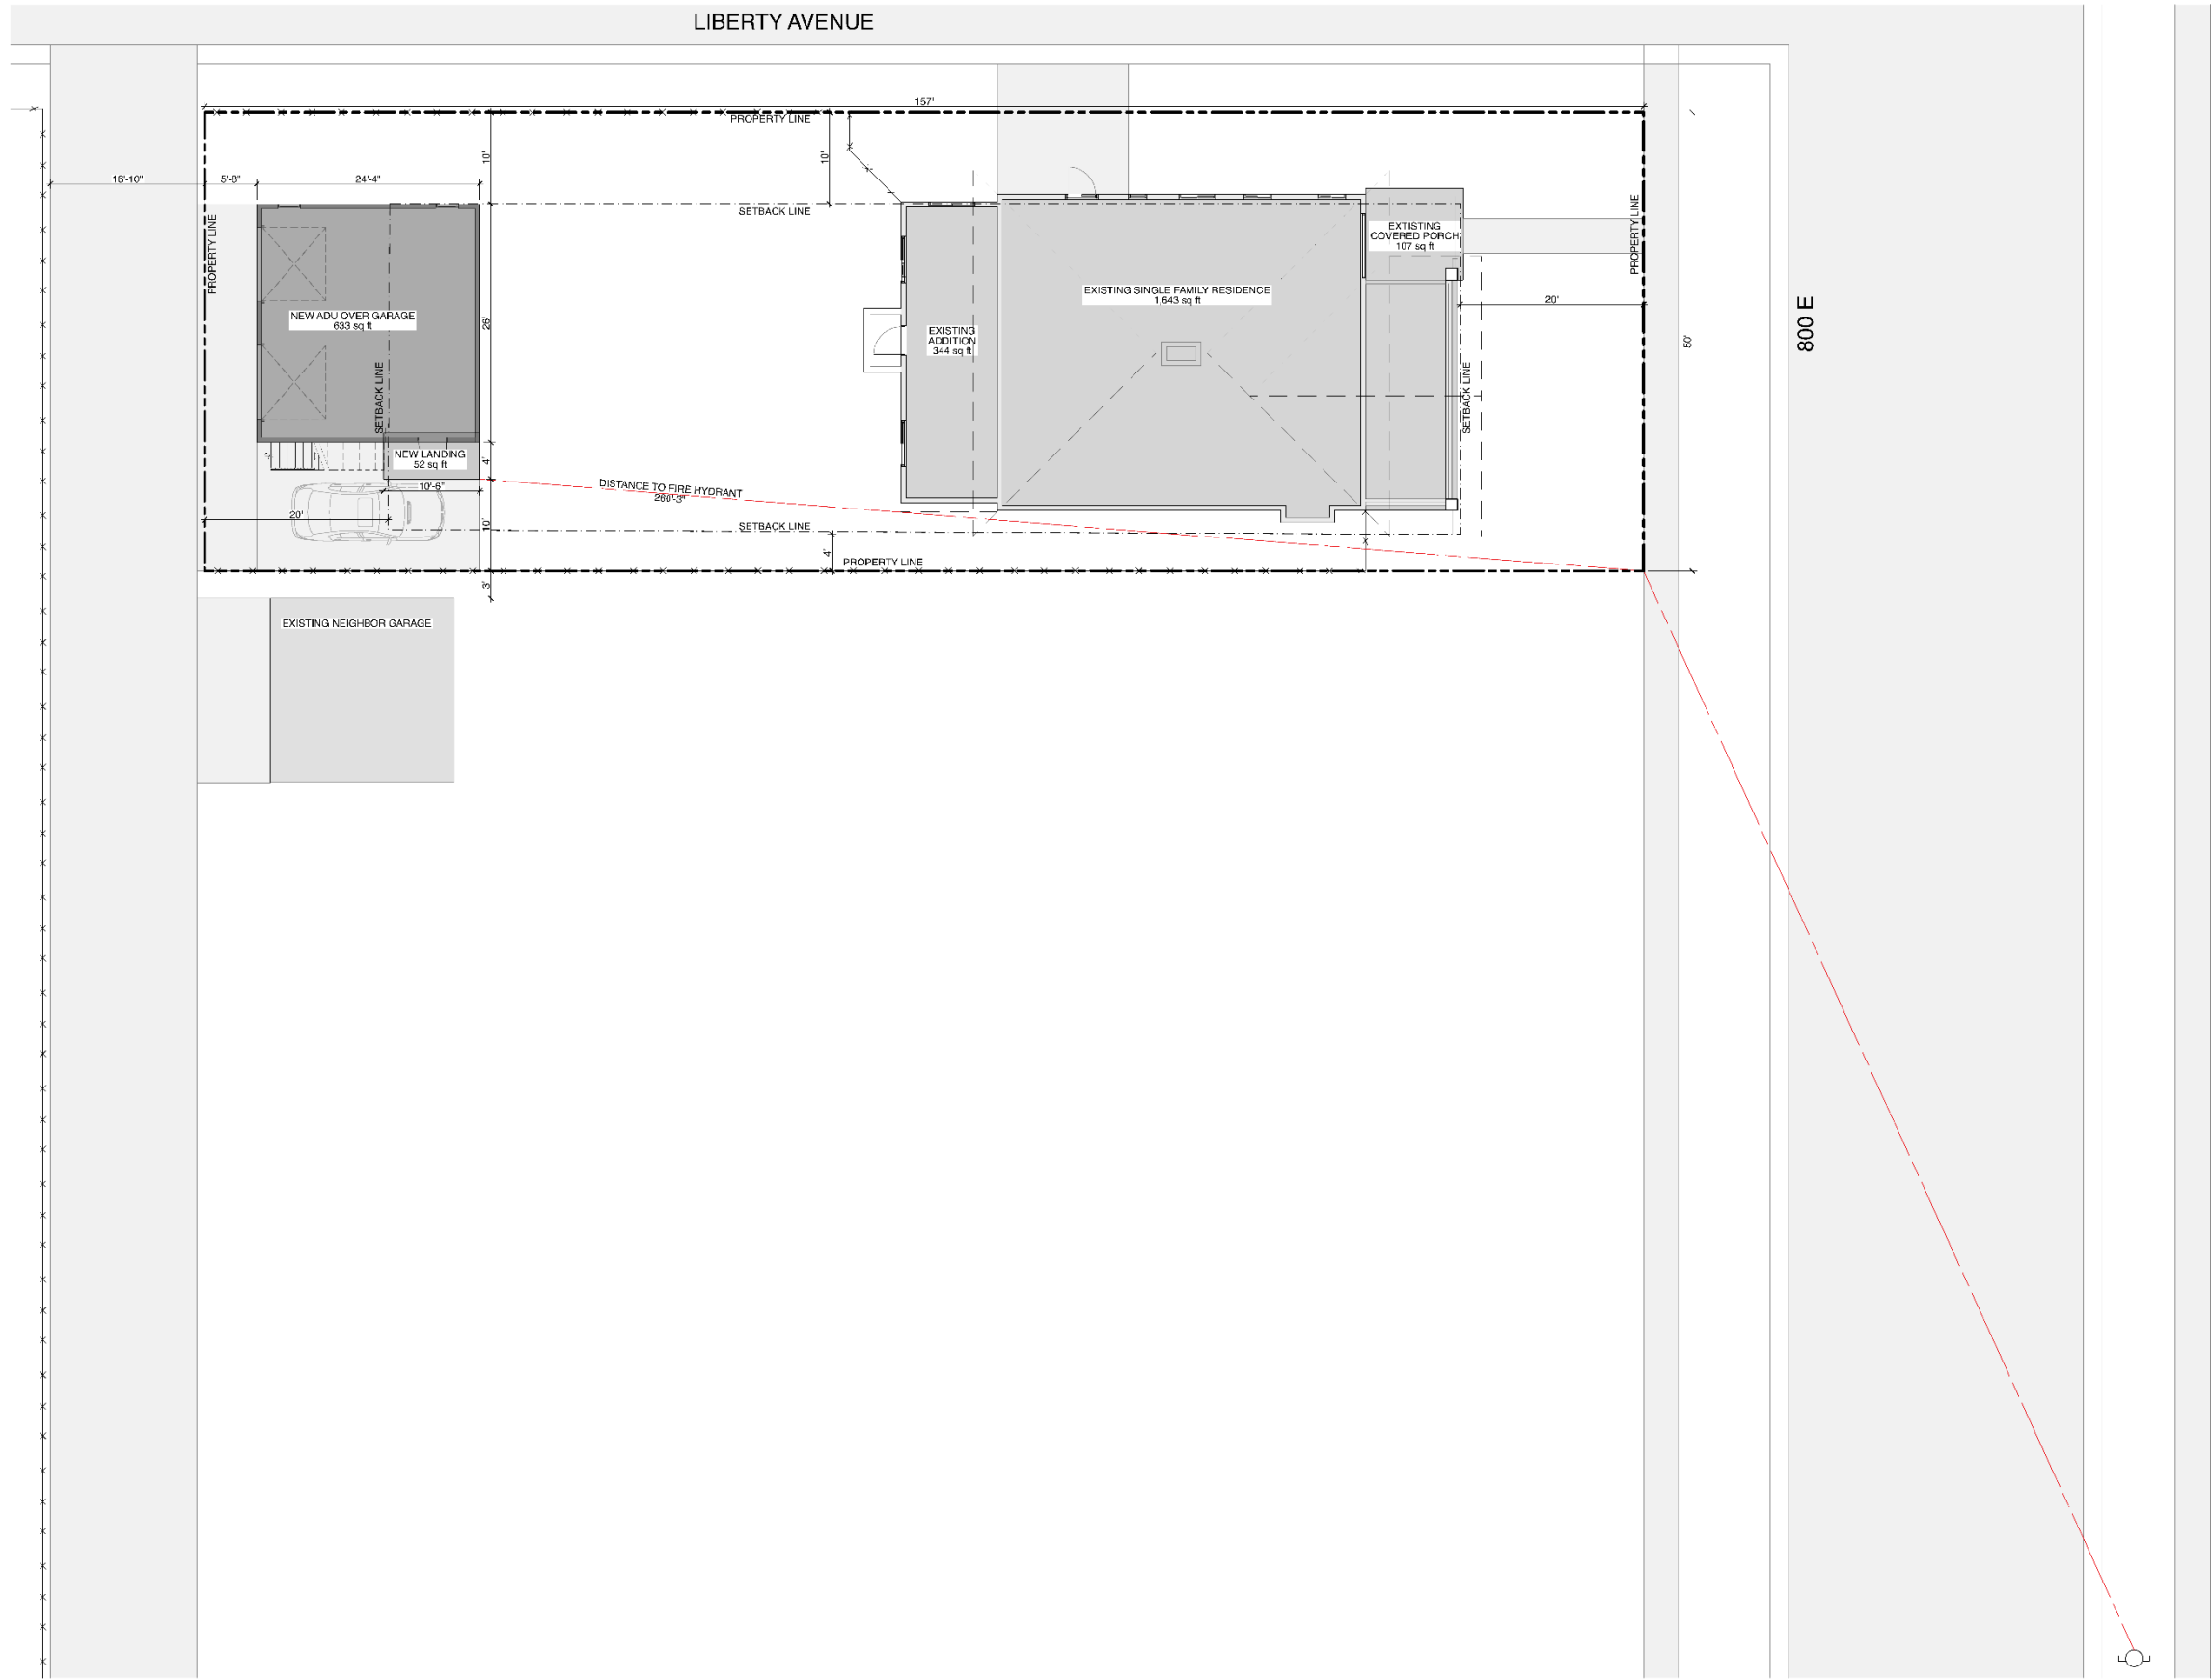 LIBERTY AVENUE
157'
PROPERTY LINE
10'
10'
16'-10"
5'-8"
24'-4"
SETBACK LINE
PROPERTY LINE
PROPERTY LINE
EXTISTING
COVERED PORCH
107 sq ft
EXISTING SINGLE FAMILY RESIDENCE
1,643 sq ft
20'
NEW ADU OVER GARAGE
633 sq ft
26'
EXISTING
ADDITION
344 sq ft
800 E
50'
SETBACK LINE
SETBACK LINE
NEW LANDING
52 sq ft
4'
10'-6"
DISTANCE TO FIRE HYDRANT
260'-3"
20'
10'
SETBACK LINE
4'
PROPERTY LINE
3'
EXISTING NEIGHBOR GARAGE